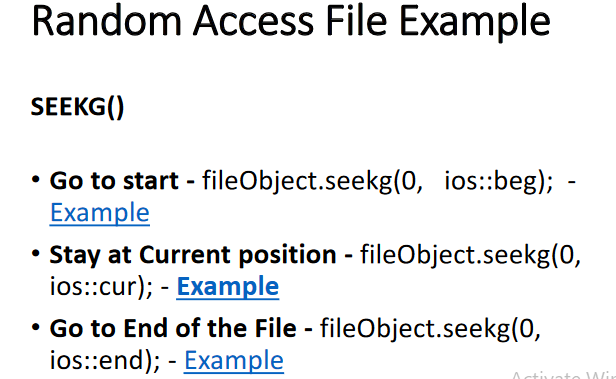 Random Access File Example
SEEKG()
• Go to start - fileObject.seekg(0, ios::beg); -
Example
• Stay at Current position - fileObject.seekg(0,
ios::cur); - Example
• Go to End of the File - fileObject.seekg(0,
ios::end); - Example